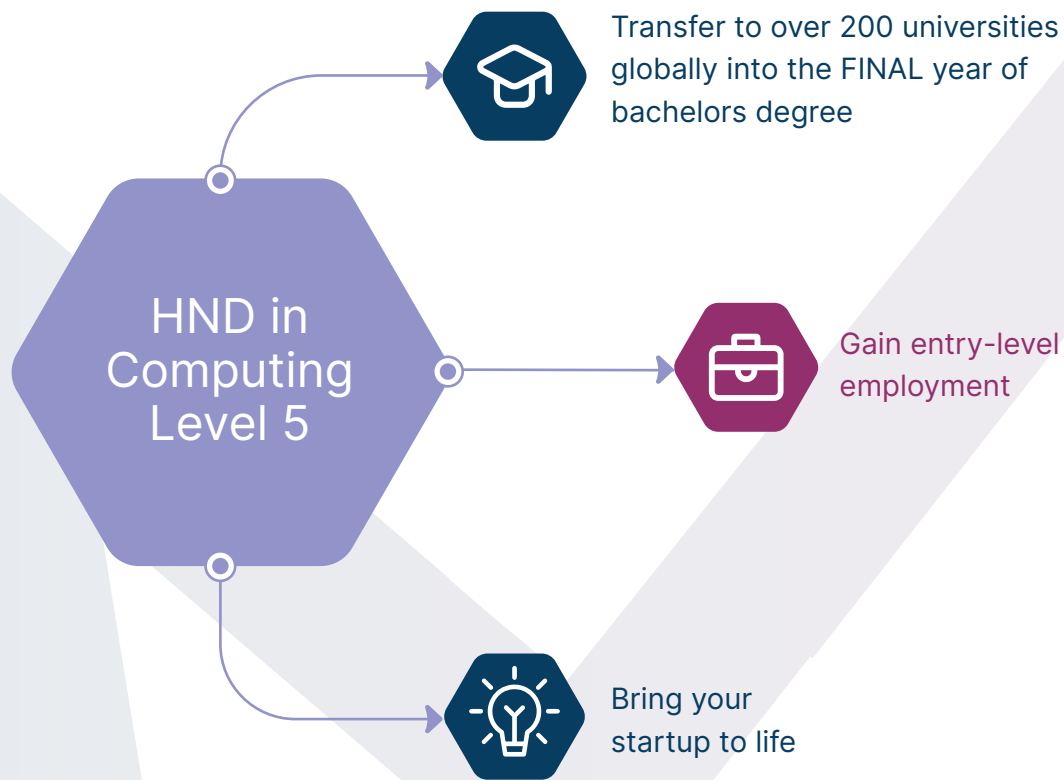 Transfer to over 200 universities
globally into the FINAL year of
bachelors degree
HND in
Computing
Level 5
Gain entry-level
employment
Bring your
startup to life